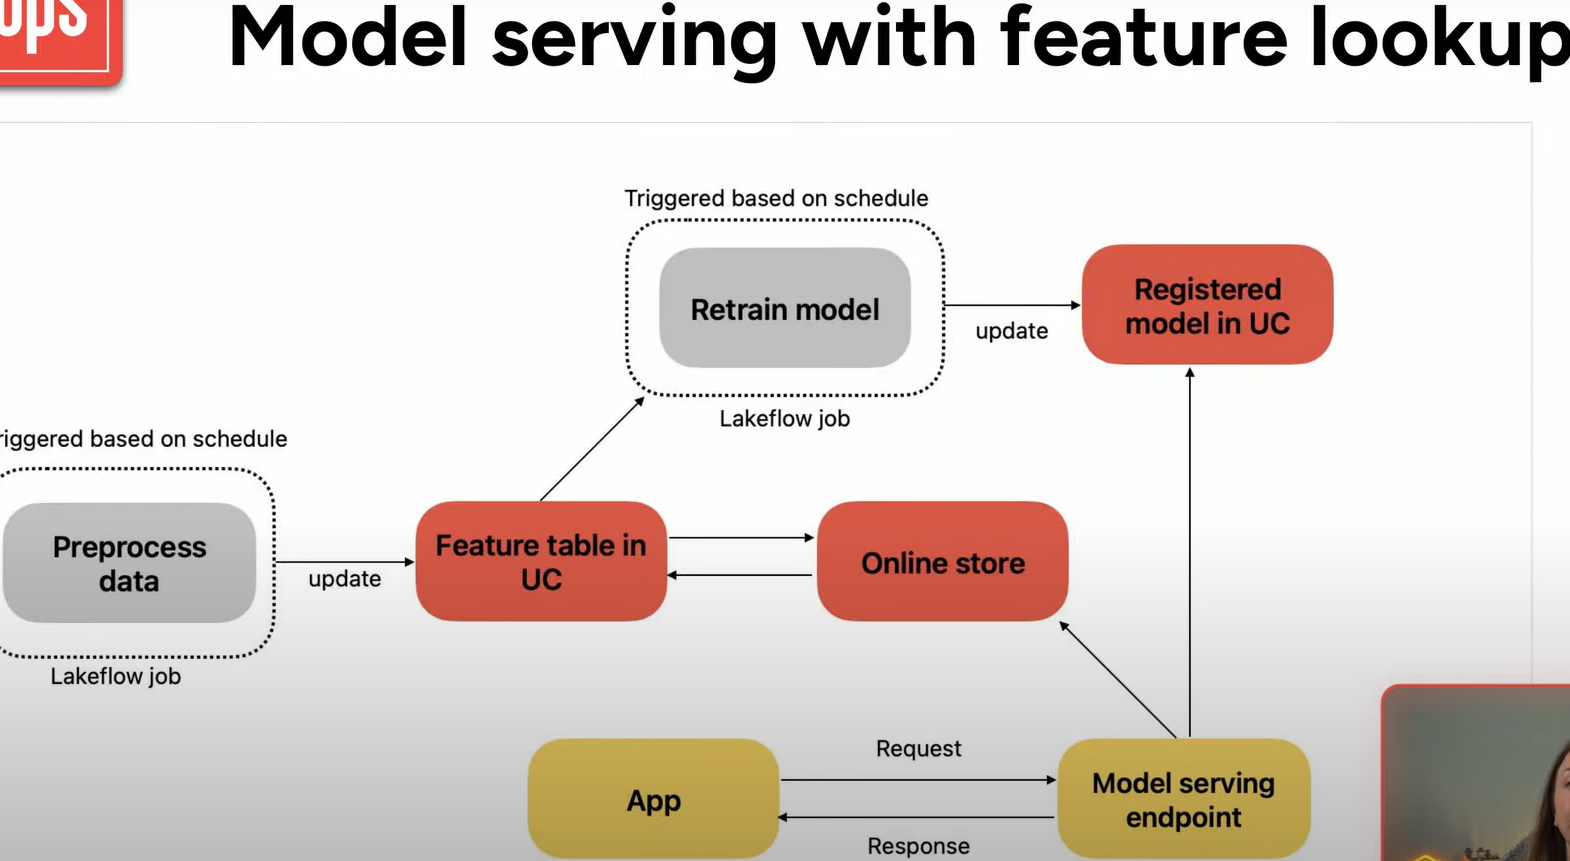 ops
Model serving with feature lookup
Triggered based on schedule
Retrain model
Lakeflow job
update
Registered
model in UC
riggered based on schedule
Preprocess
data
Lakeflow job
update
Feature table in
UC
Online store
App
Request
Response
Model serving
endpoint